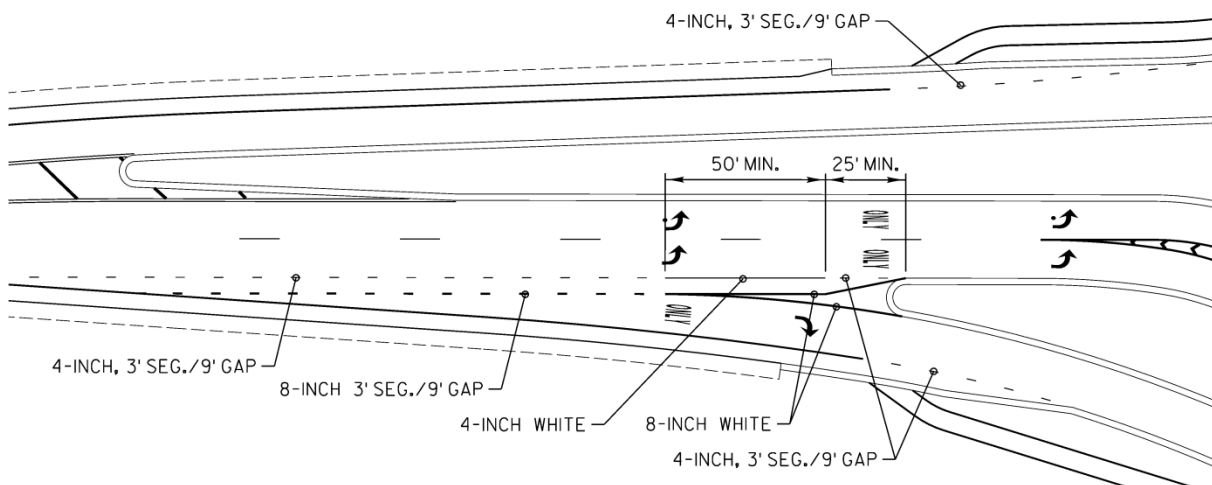 4-INCH, 3' SEG./9' GAP
50' MIN.
25' MIN.
ONLY
ONLY
ONLY
4-INCH, 3' SEG./9' GAP
8-INCH 3' SEG./9' GAP
4-INCH WHITE
8-INCH WHITE
4-INCH, 3' SEG./9' GAP